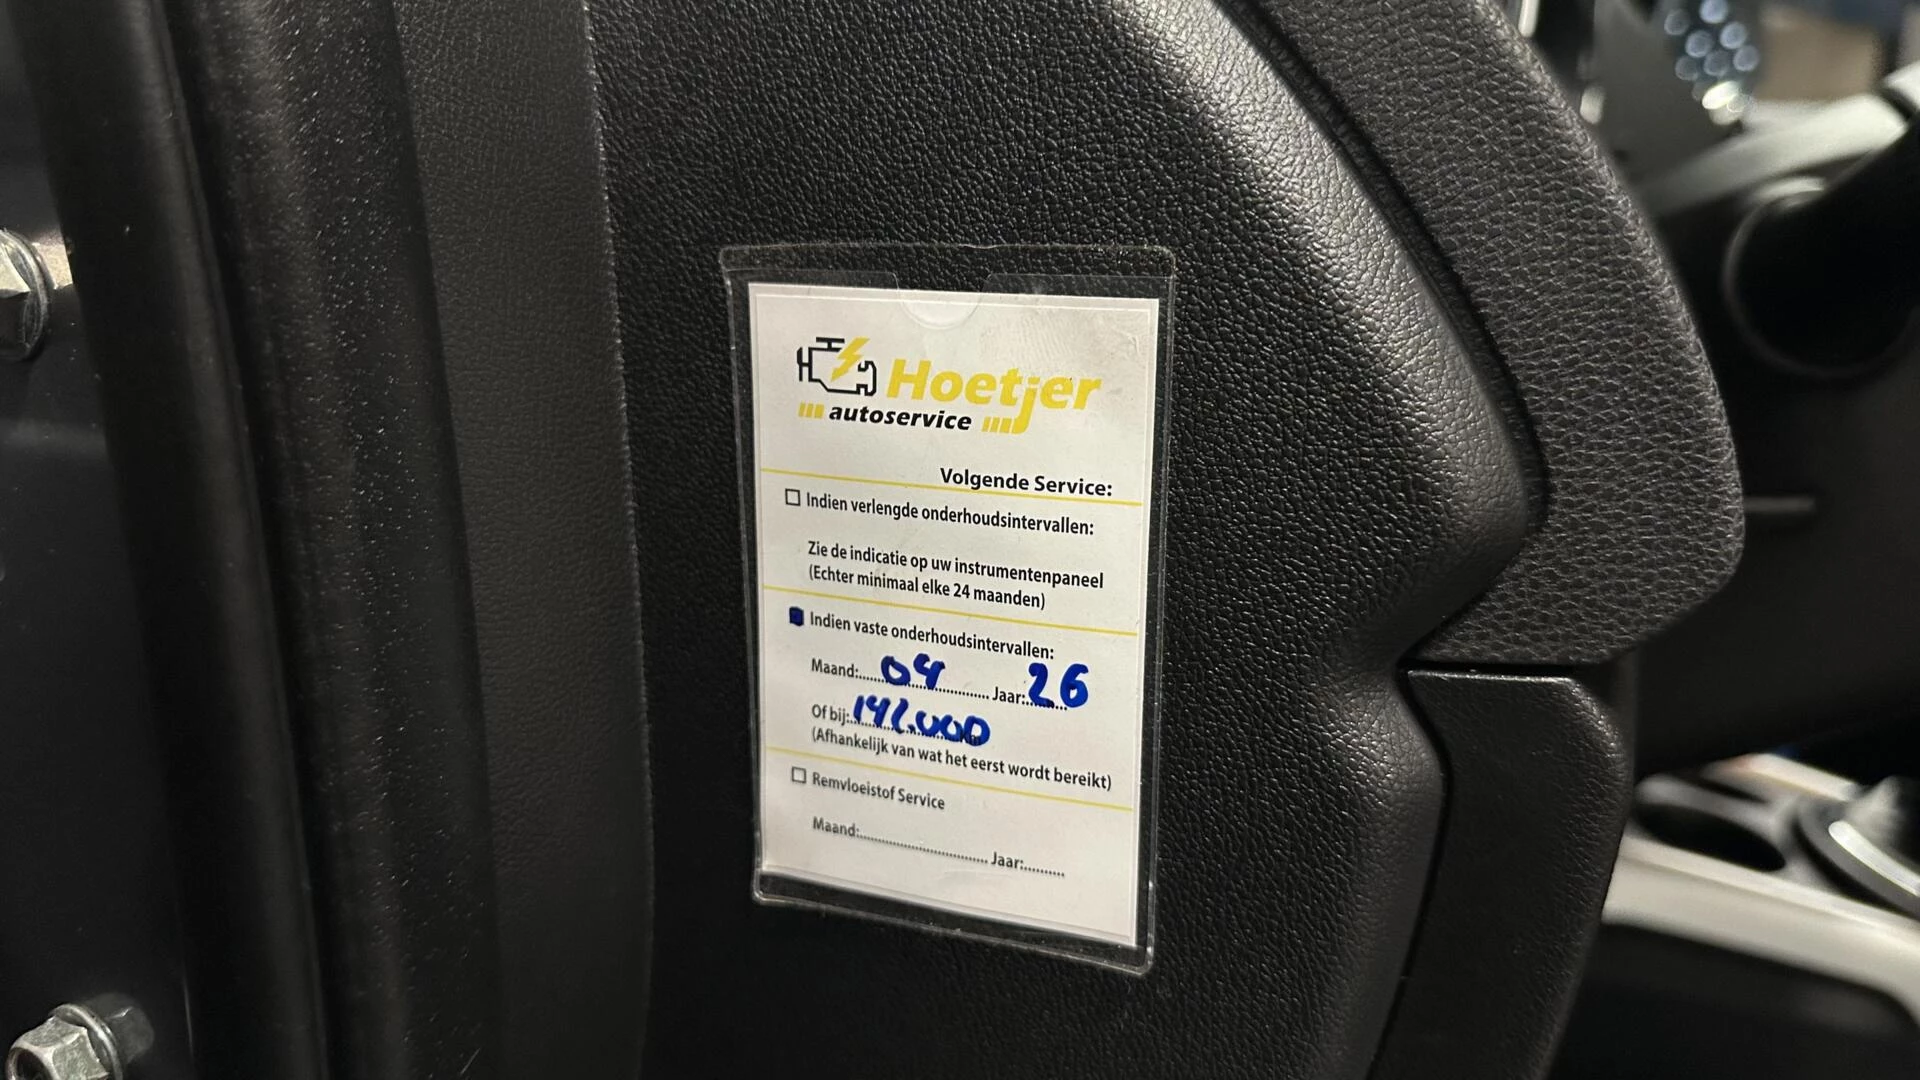 Hoetjer
autoservice
Volgende Service:
Indien verlengde onderhoudsintervallen:
Zie de indicatie op uw instrumentenpaneel
(Echter minimaal elke 24 maanden)
Indien vaste onderhoudsintervallen:
Maand:.......04........... Jaar:..26..
Of bij:..142.000
(Afhankelijk van wat het eerst wordt bereikt)
Remvloeistof Service
Maand:.................................. Jaar:...........